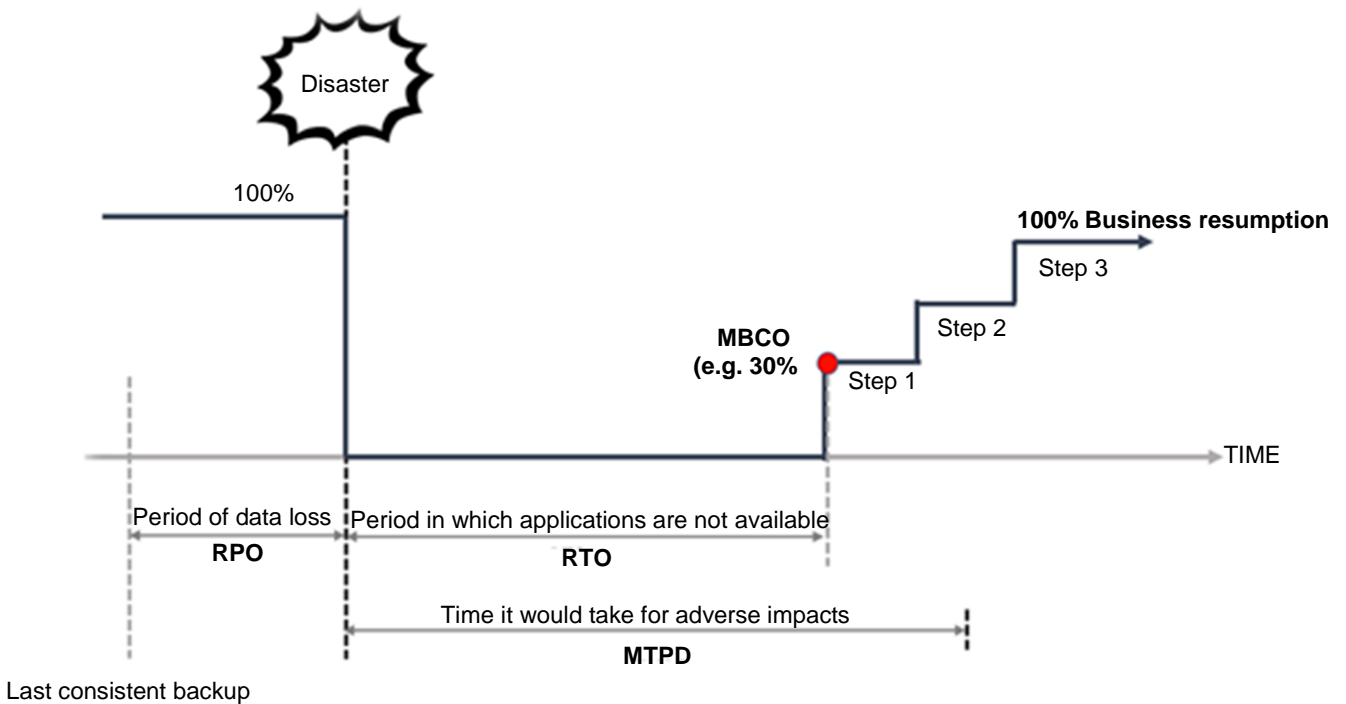 Disaster
100%
100% Business resumption
Step 3
Step 2
MBCO
(e.g. 30%
Step 1
TIME
Period of data loss
RPO
Period in which applications are not available
RTO
Time it would take for adverse impacts
MTPD
Last consistent backup